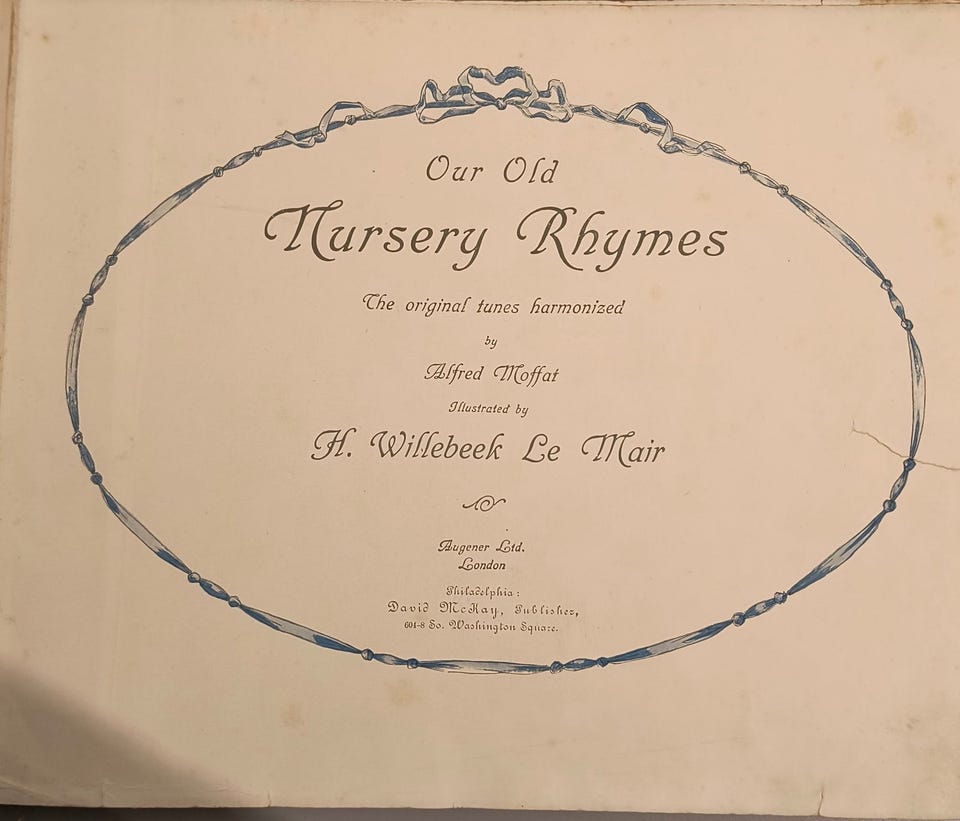 Our Old
Nursery Rhymes
The original tunes harmonized
by
Alfred Moffat
Illustrated by
H. Willebeek Le Mair
Augener Ltd.
London
Philadelphia:
David McKay, Publisher,
604-8 So. Washington Square.